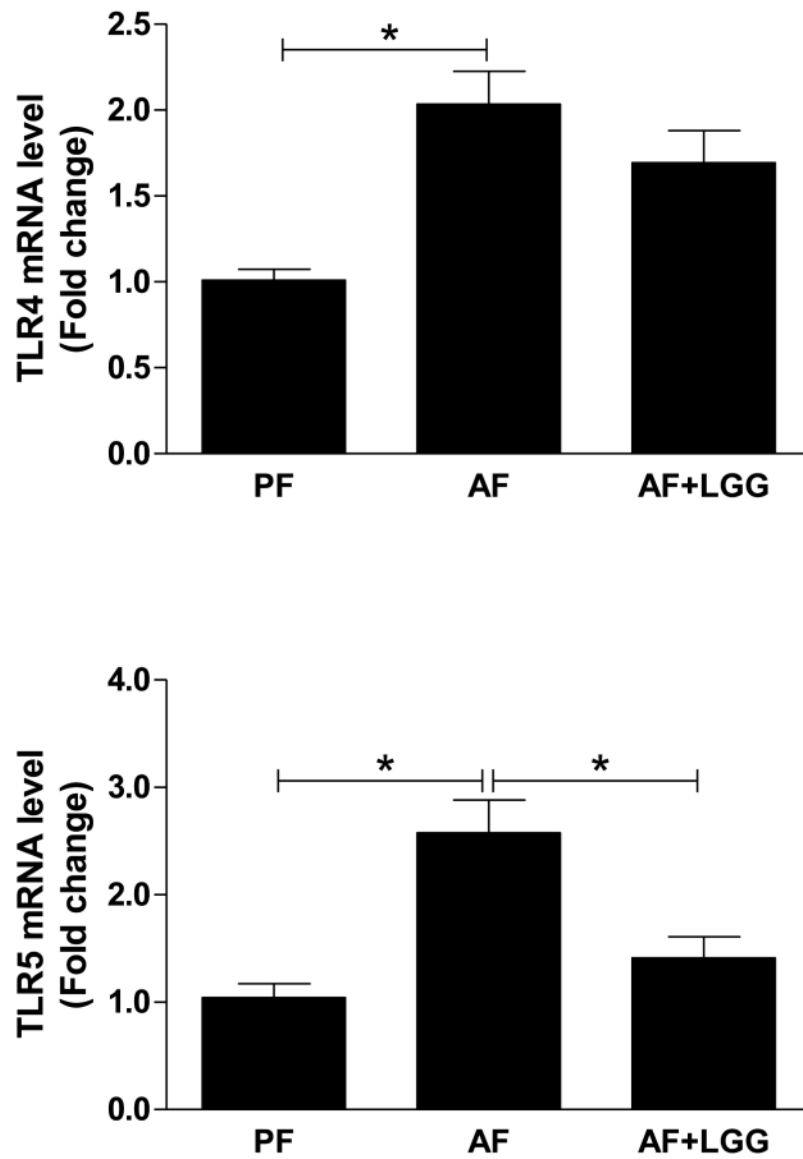 TLR4 mRNA level
(Fold change)
2.5
2.0
1.5
1.0
0.5
0.0
*
PF AF AF+LGG
TLR5 mRNA level
(Fold change)
4.0
3.0
2.0
1.0
0.0
* *
PF AF AF+LGG